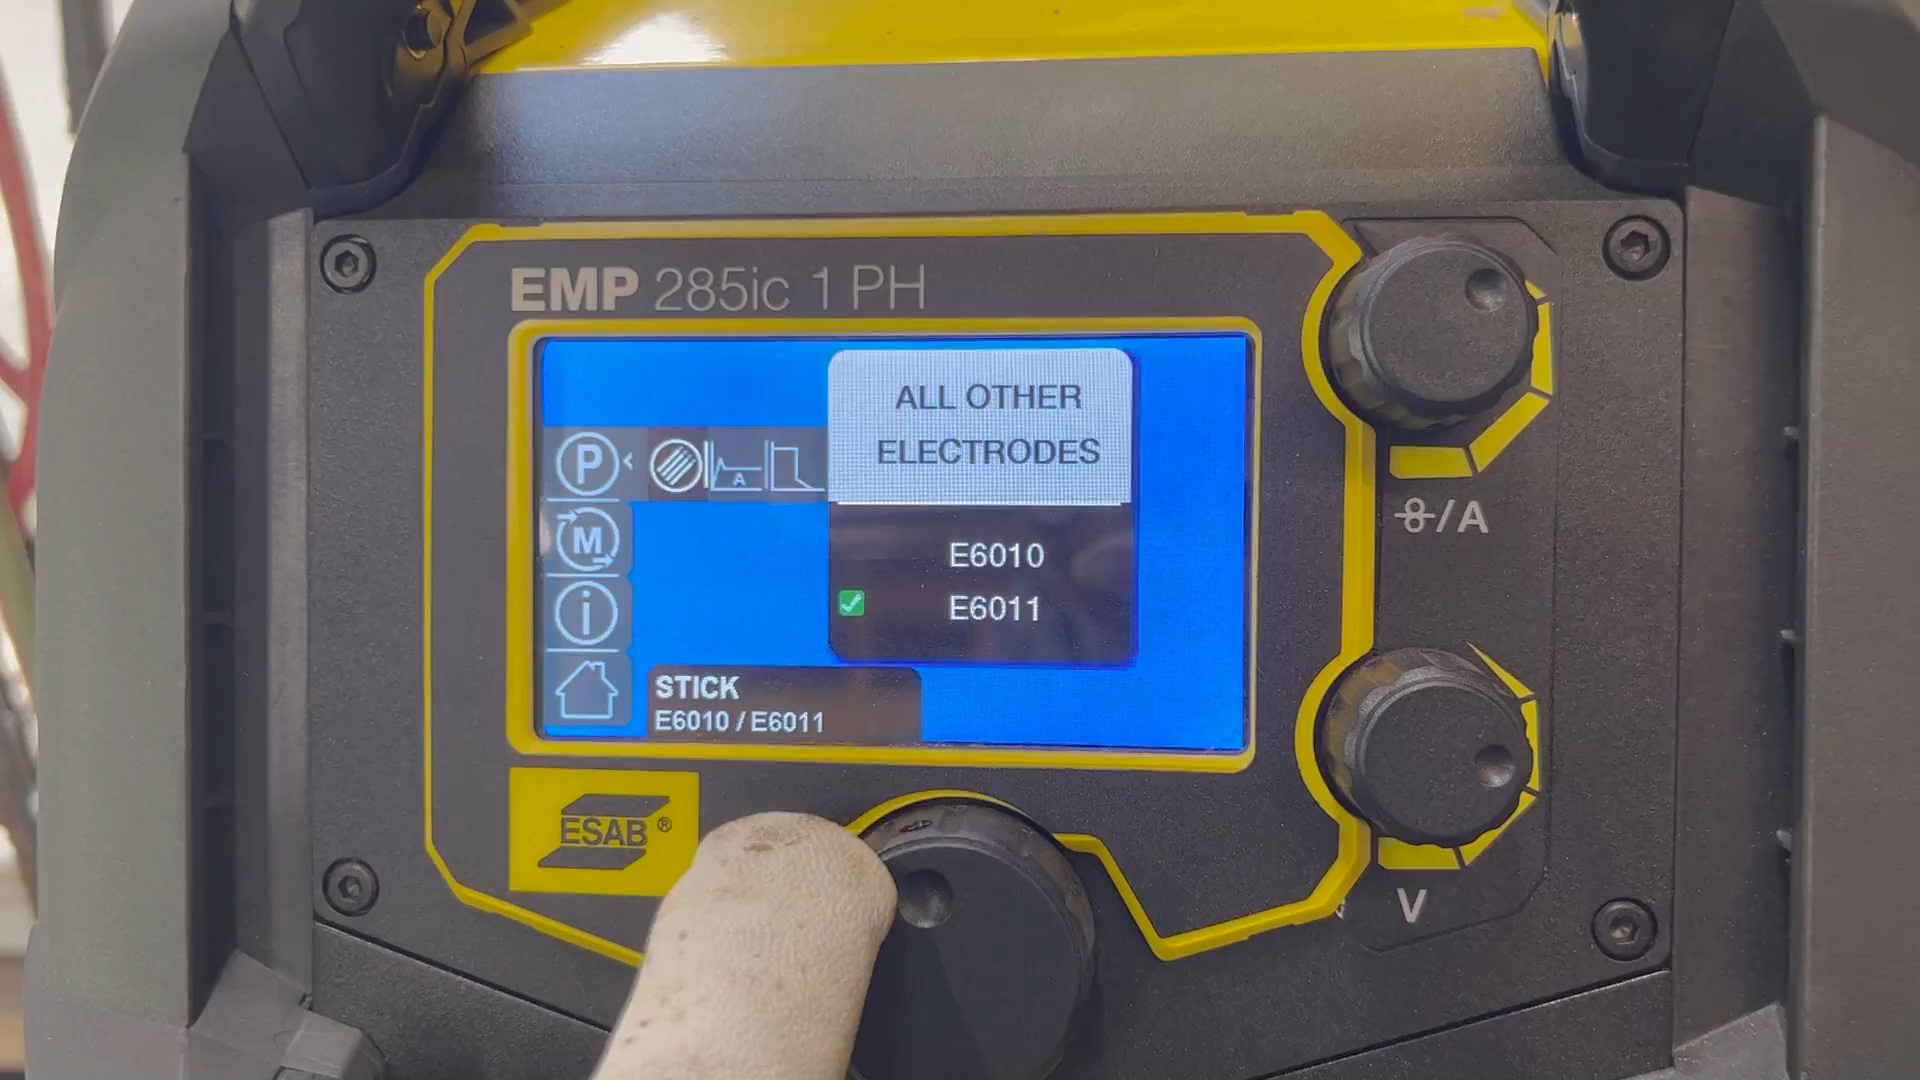 EMP 285ic 1 PH
ALL OTHER
ELECTRODES
P
A
M
i
E6010
E6011
STICK
E6010 / E6011
ESAB®
/A
V